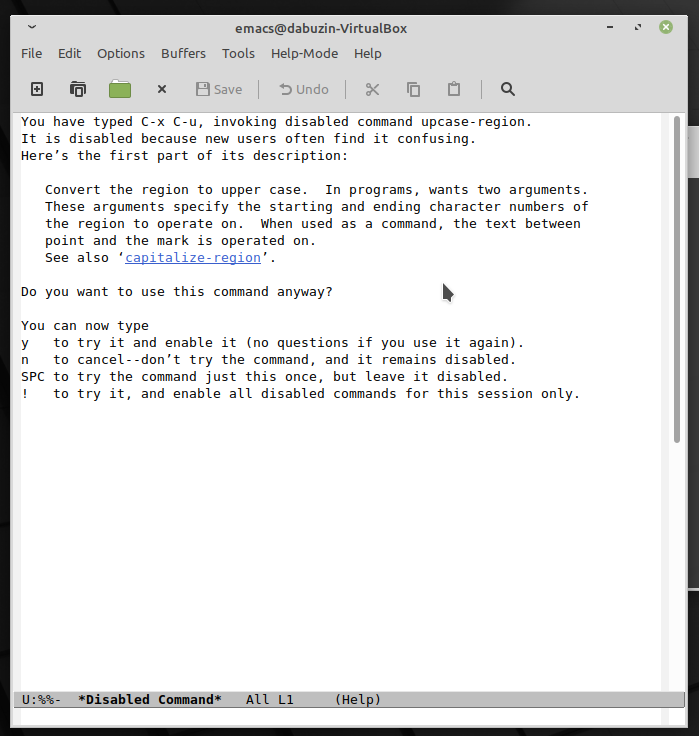 emacs@dabuzin-VirtualBox
File Edit Options Buffers Tools Help-Mode Help
Save Undo
You have typed C-x C-u, invoking disabled command upcase-region.
It is disabled because new users often find it confusing.
Here’s the first part of its description:
Convert the region to upper case.  In programs, wants two arguments.
These arguments specify the starting and ending character numbers of
the region to operate on.  When used as a command, the text between
point and the mark is operated on.
See also ‘capitalize-region’.
Do you want to use this command anyway?
You can now type
y   to try it and enable it (no questions if you use it again).
n   to cancel--don’t try the command, and it remains disabled.
SPC to try the command just this once, but leave it disabled.
!   to try it, and enable all disabled commands for this session only.
U:%%-  *Disabled Command*   All L1     (Help)